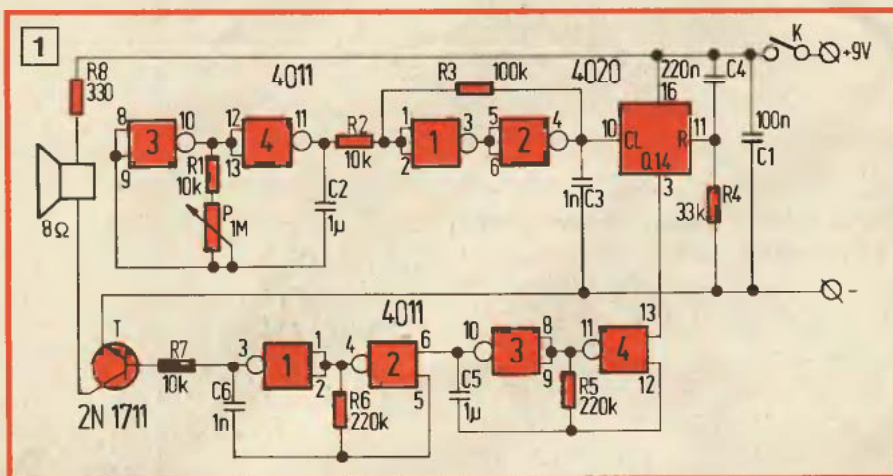 1
K
+9V
R8
330
4011
R3
100k
4020
220n
C4
16
8
9
3
10
12
13
4
11
R2
10k
1
2
1
3
5
6
2
4
10
CL
R
11
Q14
3
100n
C1
R1
10k
P
1M
C2
1µ
1n
C3
33k
R4
8Ω
-
T
R7
10k
2N 1711
4011
3
1
1
2
4
2
6
5
10
3
8
9
11
4
13
12
C6
1n
R6
220k
C5
1µ
R5
220k